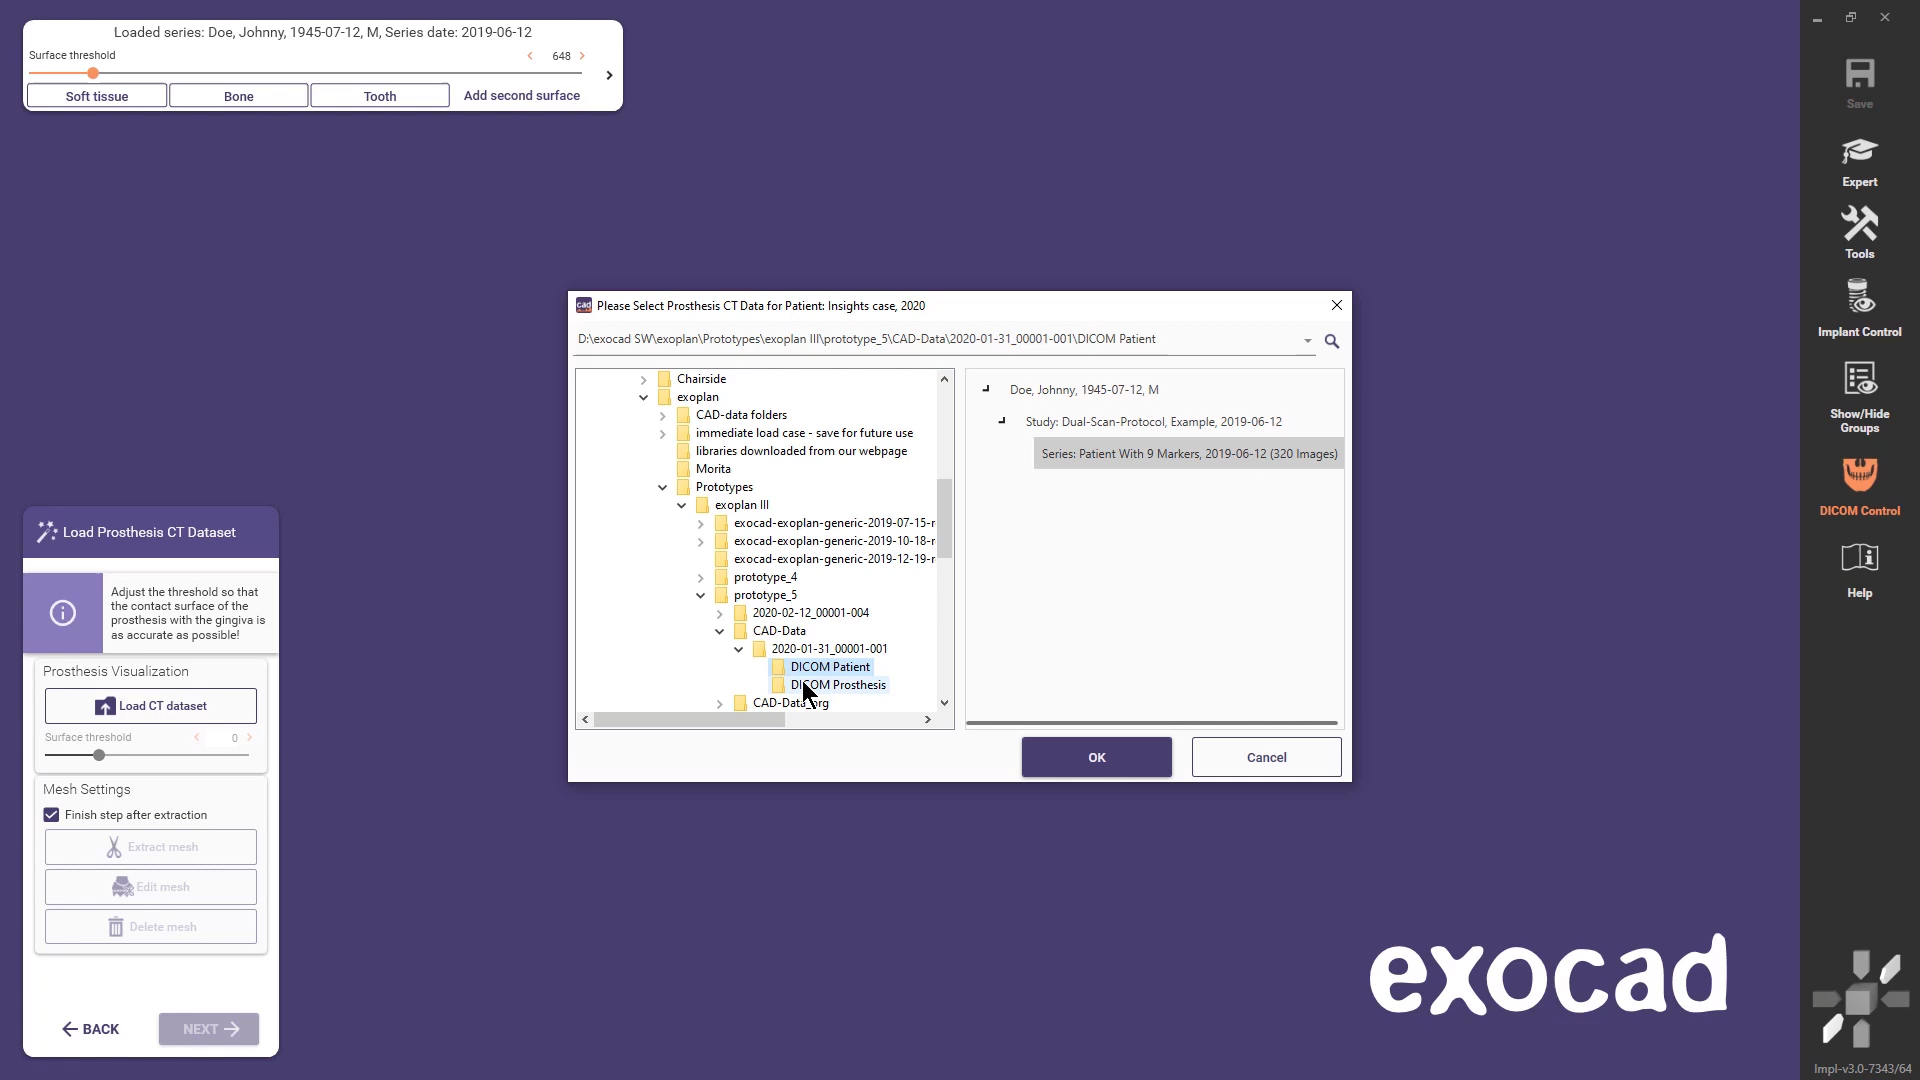 Loaded series: Doe, Johnny, 1945-07-12, M, Series date: 2019-06-12
Surface threshold
648
Soft tissue
Bone
Tooth
Add second surface
Save
Expert
Tools
Implant Control
Show/Hide
Groups
DICOM Control
Help
cad
Please Select Prosthesis CT Data for Patient: Insights case, 2020
D:\exocad SW\exoplan\Prototypes\exoplan III\prototype_5\CAD-Data\2020-01-31_00001-001\DICOM Patient
Chairside
exoplan
CAD-data folders
immediate load case - save for future use
libraries downloaded from our webpage
Morita
Prototypes
exoplan III
exocad-exoplan-generic-2019-07-15-r
exocad-exoplan-generic-2019-10-18-r
exocad-exoplan-generic-2019-12-19-r
prototype_4
prototype_5
2020-02-12_00001-004
CAD-Data
2020-01-31_00001-001
DICOM Patient
DICOM Prosthesis
CAD-Data_org
Doe, Johnny, 1945-07-12, M
Study: Dual-Scan-Protocol, Example, 2019-06-12
Series: Patient With 9 Markers, 2019-06-12 (320 Images)
OK
Cancel
Load Prosthesis CT Dataset
Adjust the threshold so that
the contact surface of the
prosthesis with the gingiva is
as accurate as possible!
Prosthesis Visualization
Load CT dataset
Surface threshold
0
Mesh Settings
Finish step after extraction
Extract mesh
Edit mesh
Delete mesh
BACK
NEXT
exocad
Impl-v3.0-7343/64